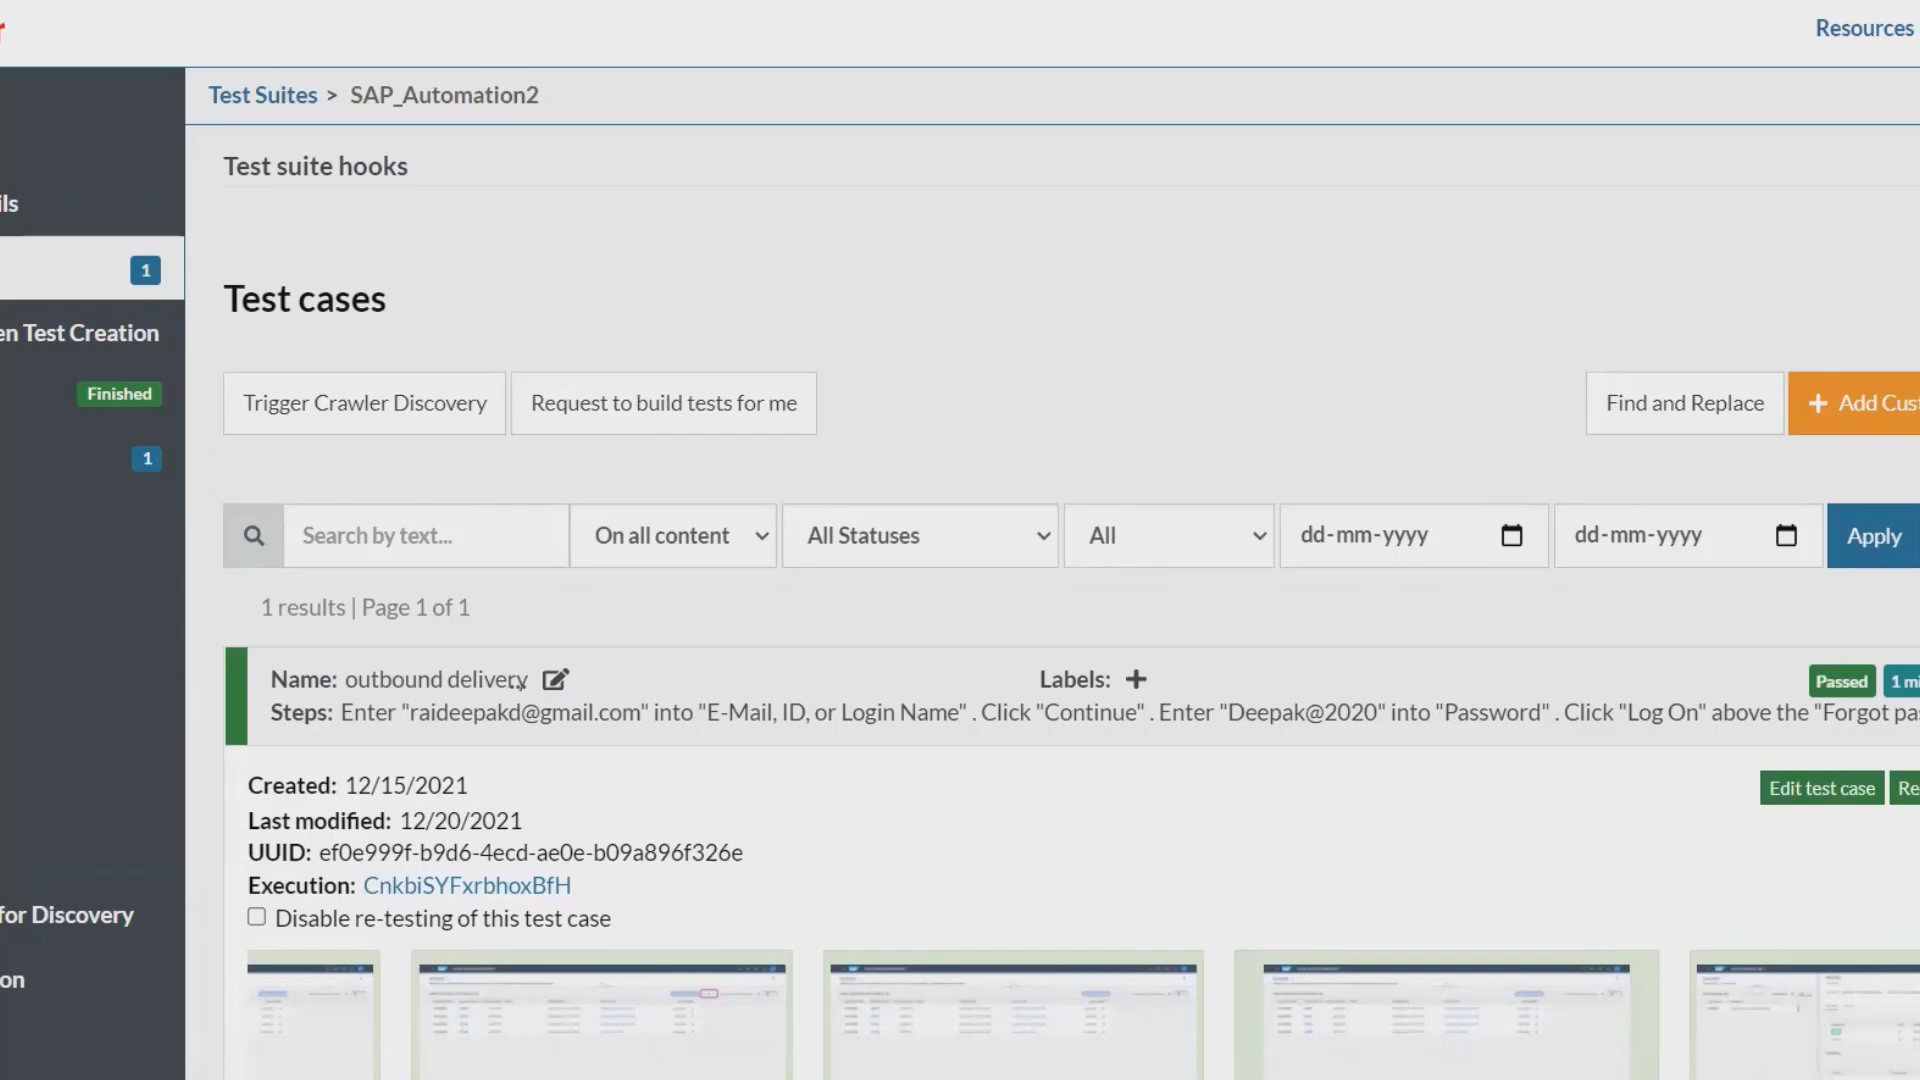 Resources
Test Suites > SAP_Automation2
Test suite hooks
ils
1
Test cases
en Test Creation
Finished
Trigger Crawler Discovery
Request to build tests for me
Find and Replace
+ Add Cust
1
Search by text...
On all content
All Statuses
All
dd-mm-yyyy
dd-mm-yyyy
Apply
1 results | Page 1 of 1
Name: outbound delivery
Labels: +
Passed
1 mi
Steps: Enter "raideepakd@gmail.com" into "E-Mail, ID, or Login Name" . Click "Continue" . Enter "Deepak@2020" into "Password" . Click "Log On" above the "Forgot pas
Created: 12/15/2021
Edit test case
Re
Last modified: 12/20/2021
UUID: ef0e999f-b9d6-4ecd-ae0e-b09a896f326e
Execution: CnkbiSYFxrbhoxBfH
Disable re-testing of this test case
for Discovery
on